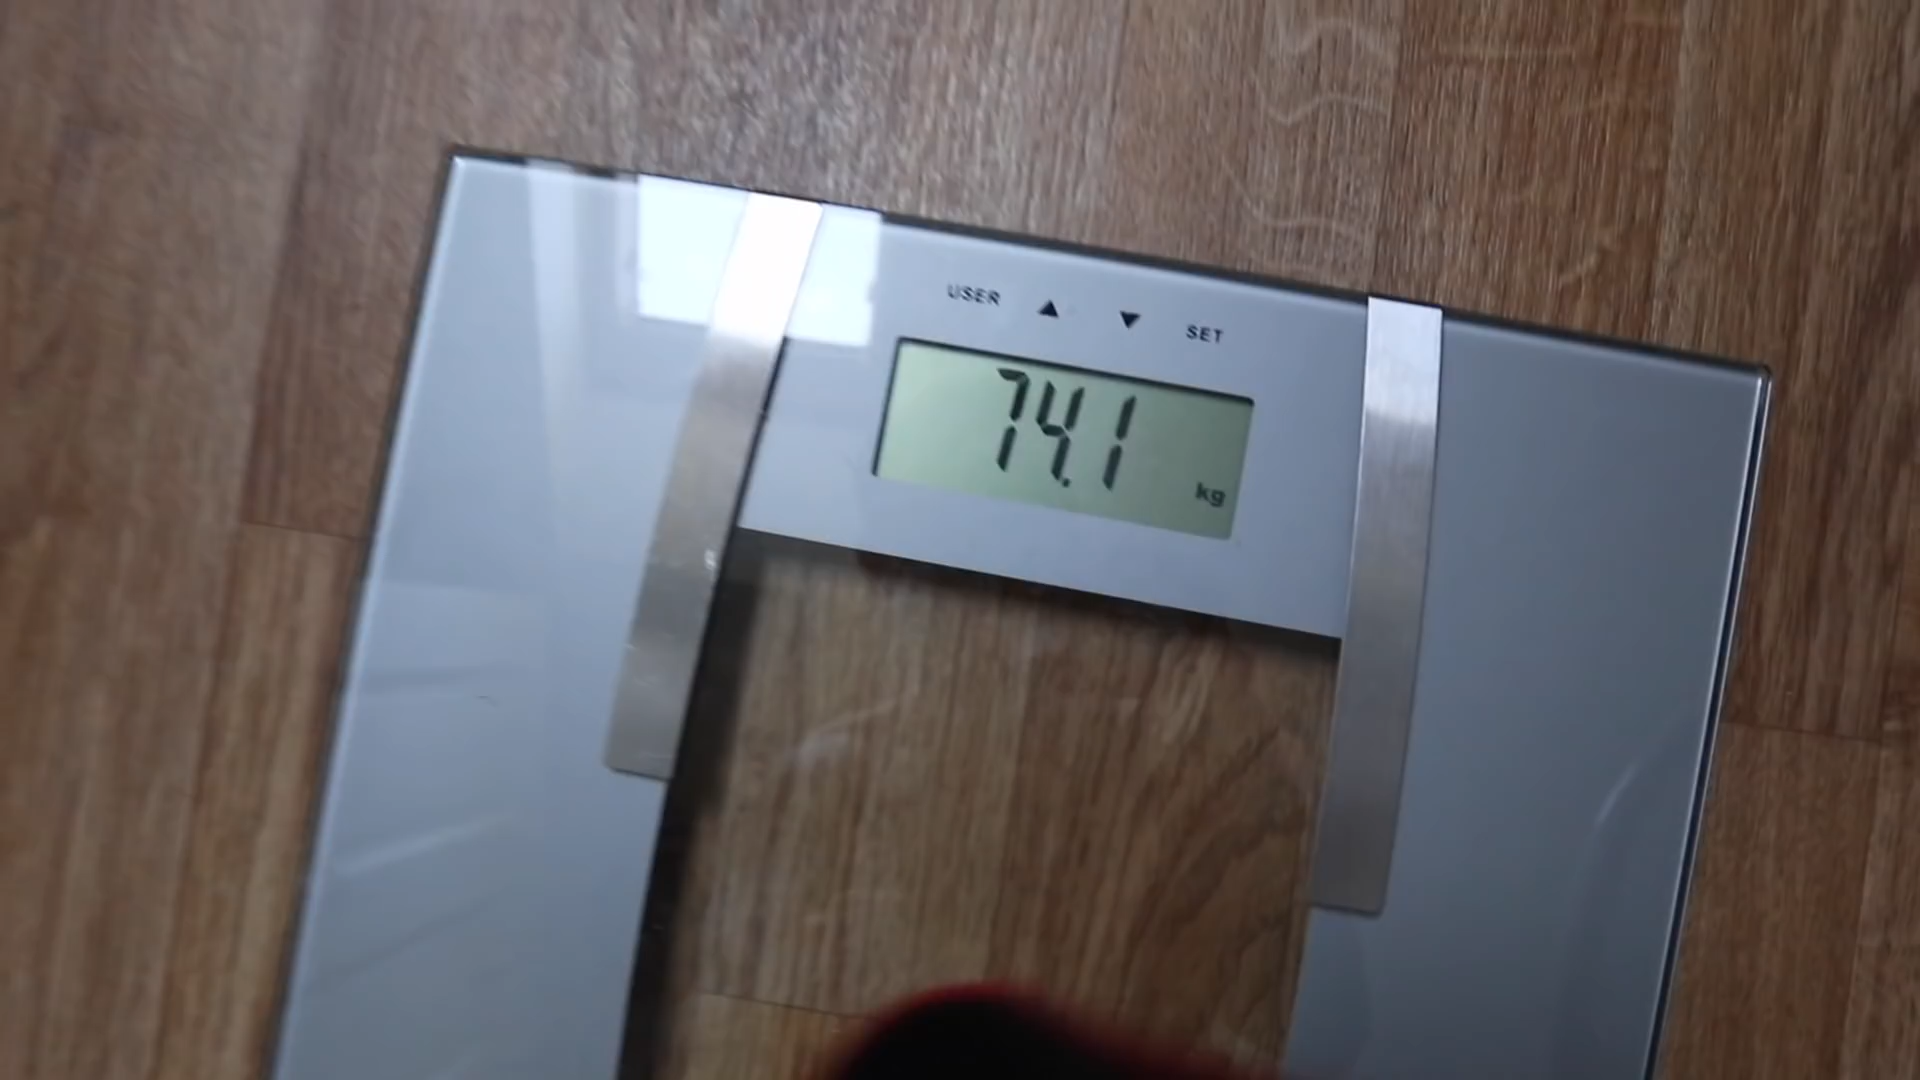 USER ▲ ▼ SET
74.1 kg